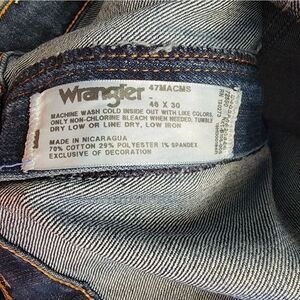 Wrangler
47MACMS
46 X 30
MACHINE WASH COLD INSIDE OUT WITH LIKE COLORS,
ONLY NON-CHLORINE BLEACH WHEN NEEDED, TUMBLE
DRY LOW OR LINE DRY, LOW IRON
MADE IN NICARAGUA
70% COTTON 29% POLYESTER 1% SPANDEX
EXCLUSIVE OF DECORATION